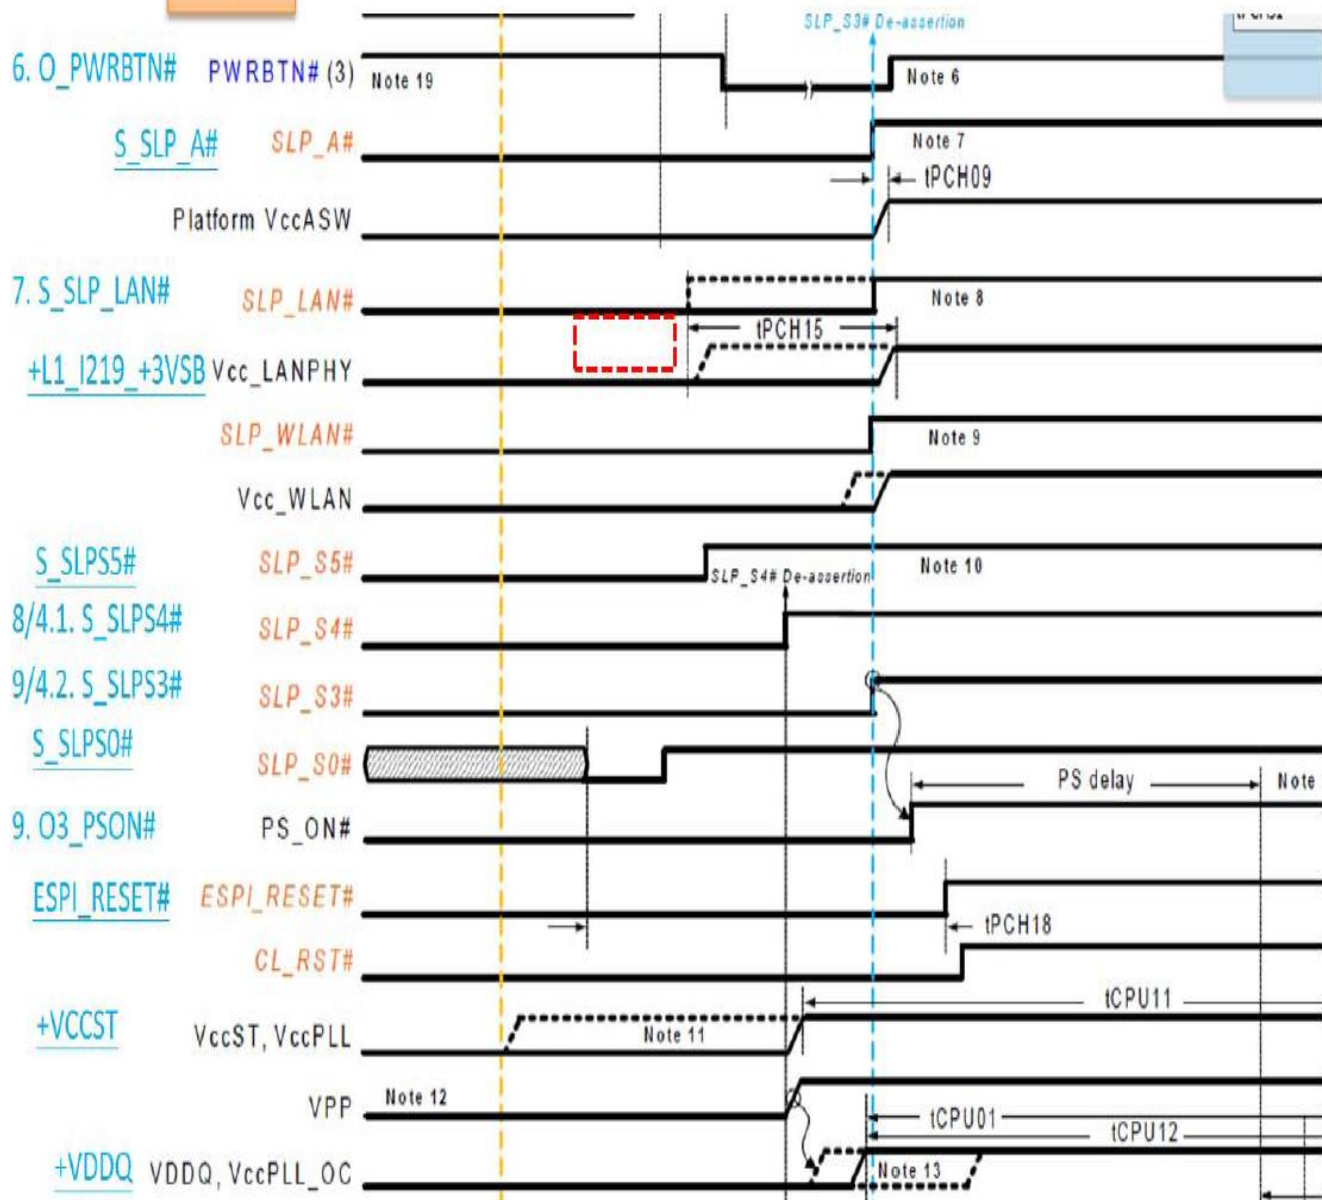 SLP_S3# De-assertion
6. O_PWRBTN# PWRBTN# (3) Note 19 Note 6
S_SLP_A# SLP_A# Note 7
tPCH09
Platform VccASW
7. S_SLP_LAN# SLP_LAN# Note 8
tPCH15
+L1_I219_+3VSB Vcc_LANPHY
SLP_WLAN# Note 9
Vcc_WLAN
S_SLPS5# SLP_S5# Note 10
SLP_S4# De-assertion
8/4.1. S_SLPS4# SLP_S4#
9/4.2. S_SLPS3# SLP_S3#
S_SLPS0# SLP_S0#
PS delay Note
9. O3_PSON# PS_ON#
ESPI_RESET# ESPI_RESET#
tPCH18
CL_RST#
tCPU11
+VCCST VccST, VccPLL Note 11
VPP Note 12
tCPU01
tCPU12
+VDDQ VDDQ, VccPLL_OC Note 13